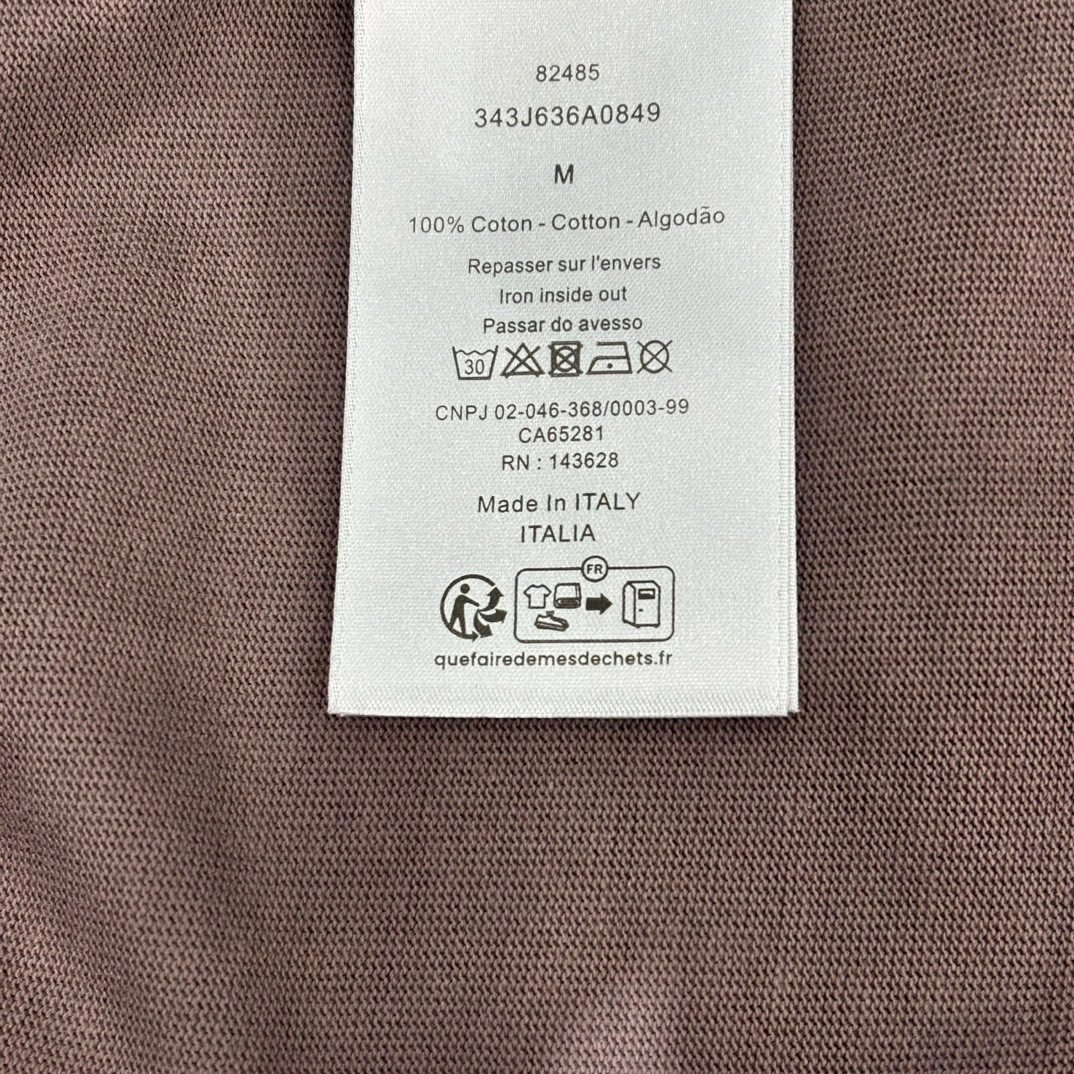 82485
343J636A0849
M
100% Coton - Cotton - Algodão
Repasser sur l'envers
Iron inside out
Passar do avesso
30
CNPJ 02-046-368/0003-99
CA65281
RN : 143628
Made In ITALY
ITALIA
FR
quefairedemesdechets.fr